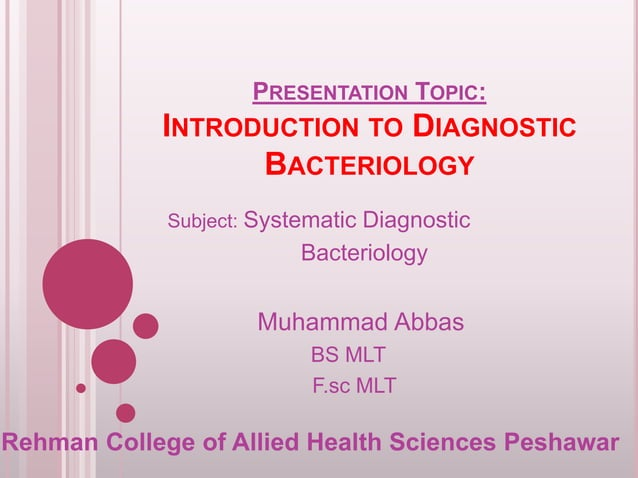 PRESENTATION TOPIC:
INTRODUCTION TO DIAGNOSTIC
BACTERIOLOGY
Subject: Systematic Diagnostic
Bacteriology
Muhammad Abbas
BS MLT
F.sc MLT
Rehman College of Allied Health Sciences Peshawar